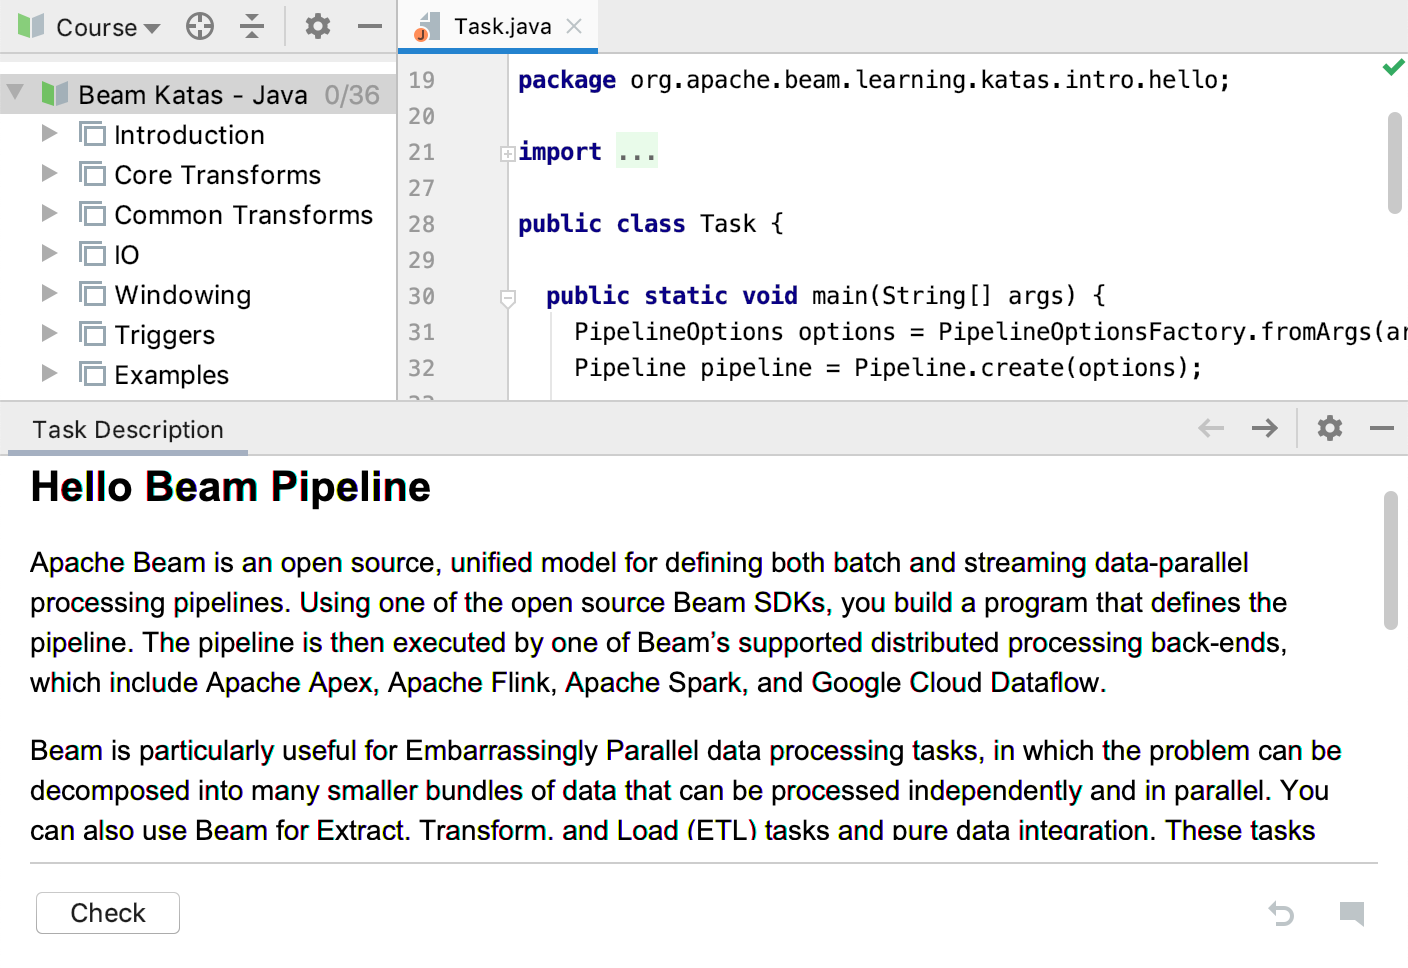 Course
Task.java
Beam Katas - Java 0/36
Introduction
Core Transforms
Common Transforms
IO
Windowing
Triggers
Examples
19 package org.apache.beam.learning.katas.intro.hello;
20
21 import ...
27
28 public class Task {
29
30 public static void main(String[] args) {
31 PipelineOptions options = PipelineOptionsFactory.fromArgs(ar
32 Pipeline pipeline = Pipeline.create(options);
Task Description
Hello Beam Pipeline
Apache Beam is an open source, unified model for defining both batch and streaming data-parallel
processing pipelines. Using one of the open source Beam SDKs, you build a program that defines the
pipeline. The pipeline is then executed by one of Beam’s supported distributed processing back-ends,
which include Apache Apex, Apache Flink, Apache Spark, and Google Cloud Dataflow.
Beam is particularly useful for Embarrassingly Parallel data processing tasks, in which the problem can be
decomposed into many smaller bundles of data that can be processed independently and in parallel. You
can also use Beam for Extract, Transform, and Load (ETL) tasks and pure data integration. These tasks
Check